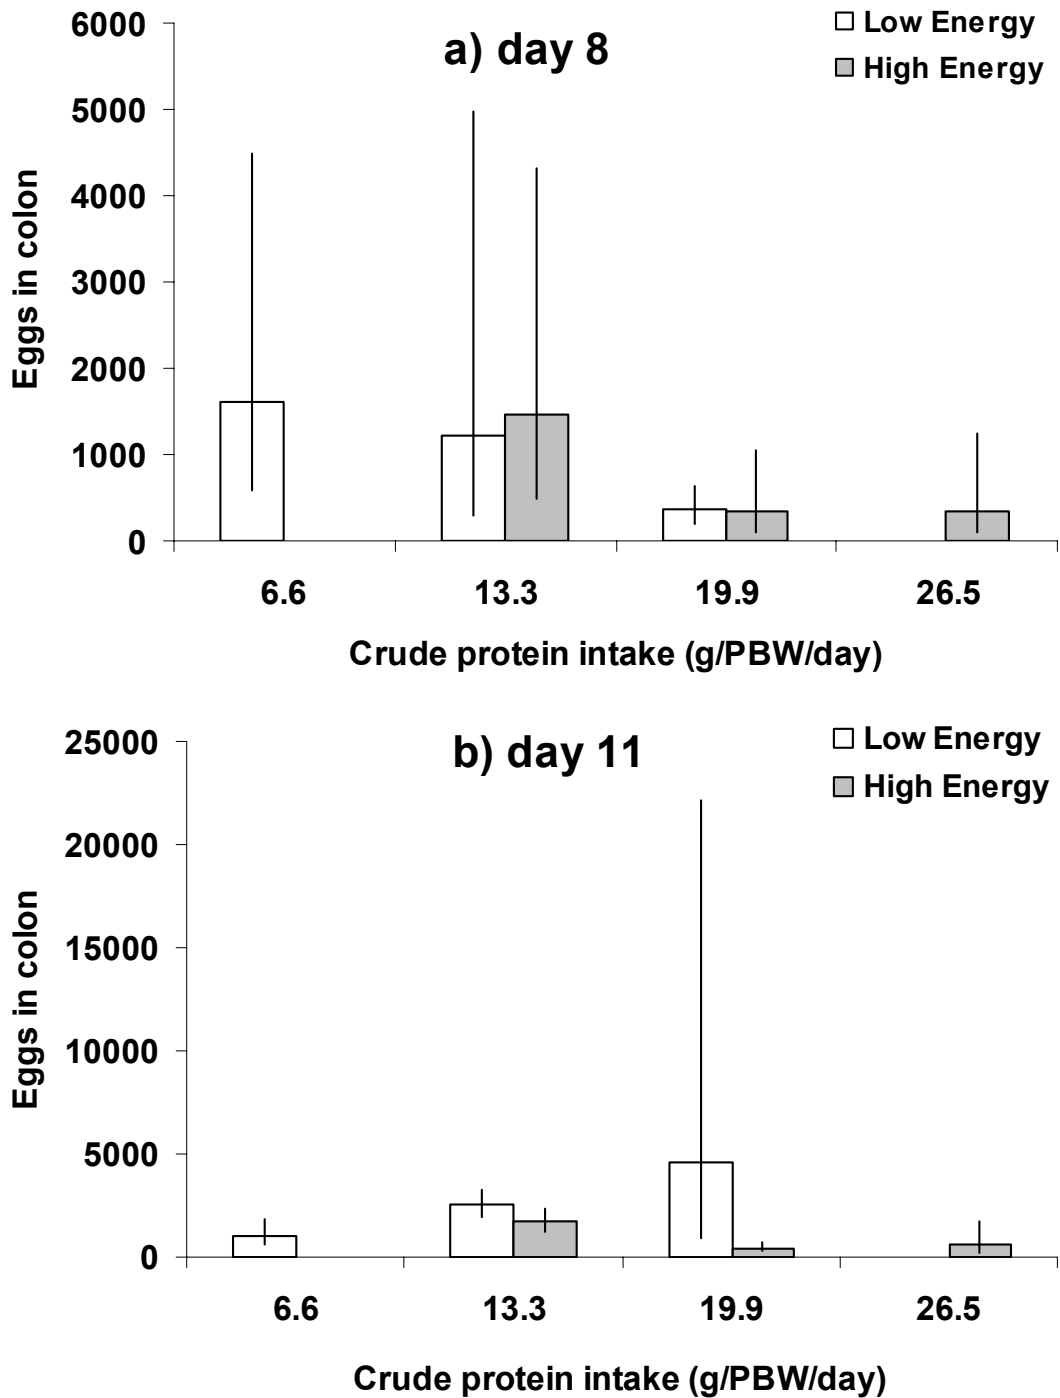 a) day 8
Low Energy
High Energy
Eggs in colon
6000
5000
4000
3000
2000
1000
0
6.6 13.3 19.9 26.5
Crude protein intake (g/PBW/day)
b) day 11
Low Energy
High Energy
Eggs in colon
25000
20000
15000
10000
5000
0
6.6 13.3 19.9 26.5
Crude protein intake (g/PBW/day)